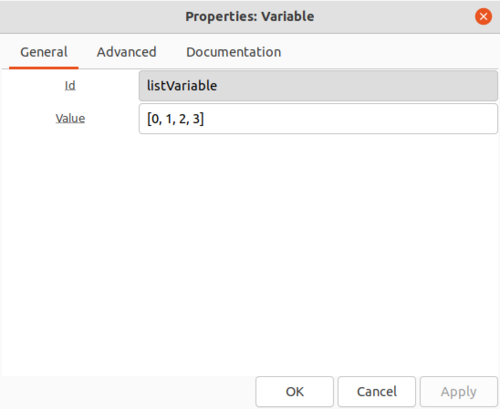 Properties: Variable
General Advanced Documentation
Id listVariable
Value [0, 1, 2, 3]
OK Cancel Apply